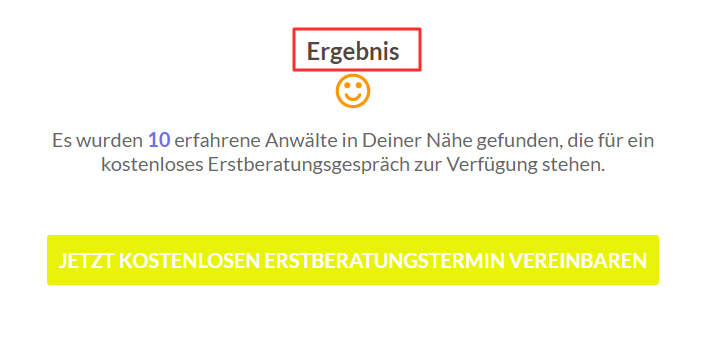 Ergebnis
Es wurden 10 erfahrene Anwälte in Deiner Nähe gefunden, die für ein
kostenloses Erstberatungsgespräch zur Verfügung stehen.
JETZT KOSTENLOSEN ERSTBERATUNGSTERMIN VEREINBAREN